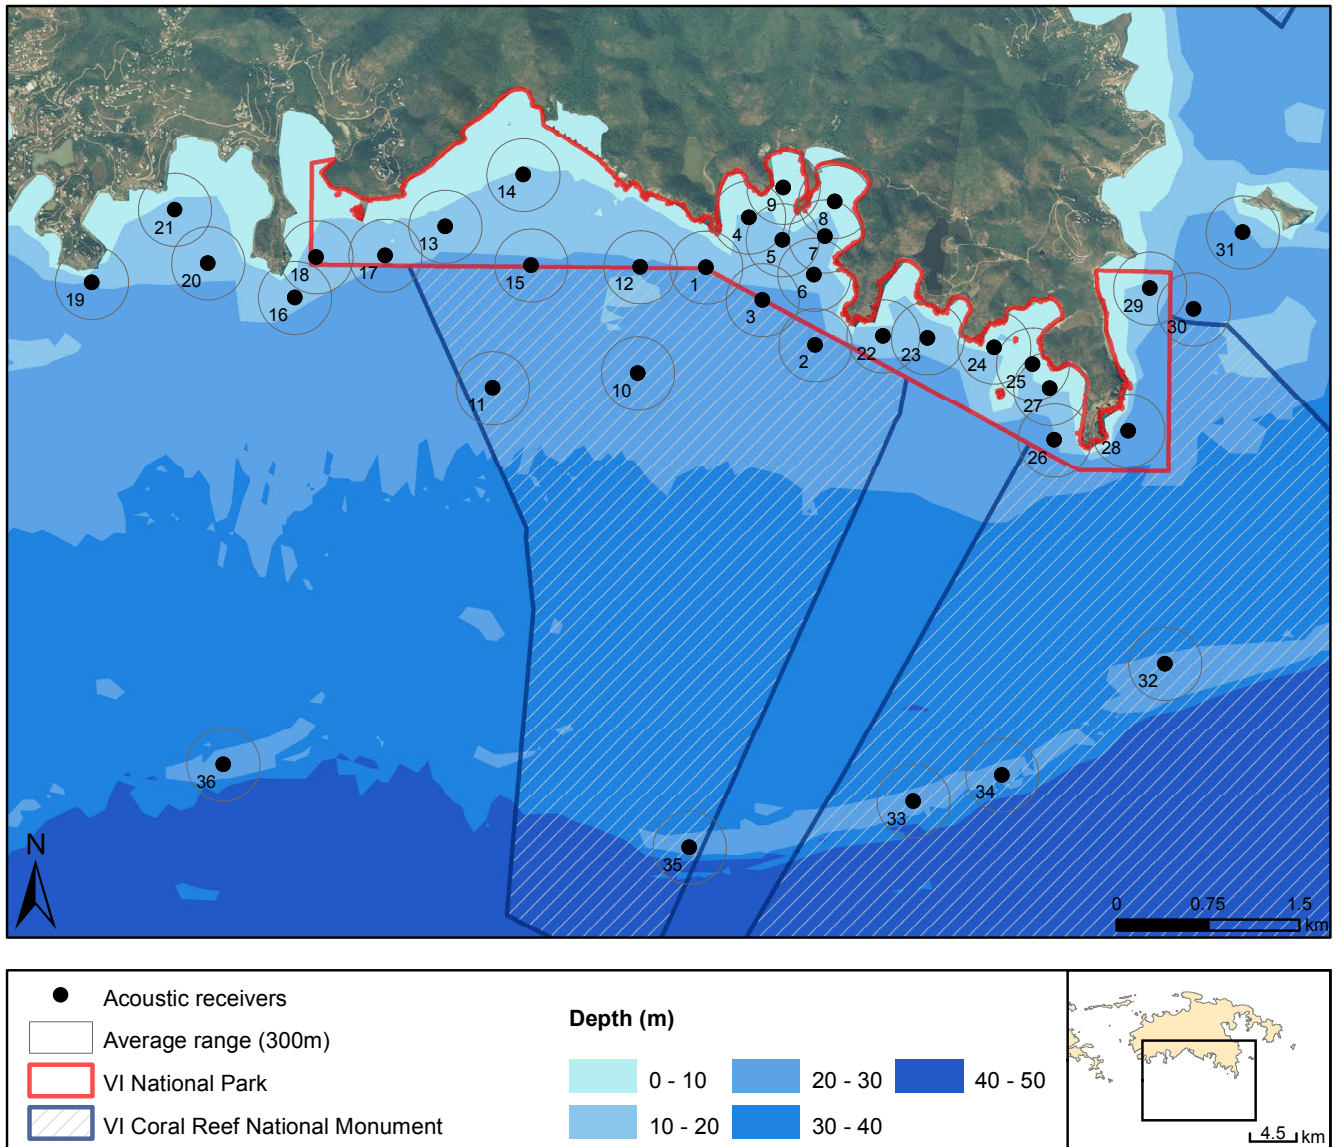 14
9
8
21
4
13
5
7
31
18
17
20
15
12
1
6
19
16
3
29
30
2
22
23
24
10
11
25
27
26
28
32
36
34
33
35
N
0 0.75 1.5
km
Acoustic receivers
Average range (300m)
VI National Park
VI Coral Reef National Monument
Depth (m)
0 - 10
20 - 30
40 - 50
10 - 20
30 - 40
4.5 km